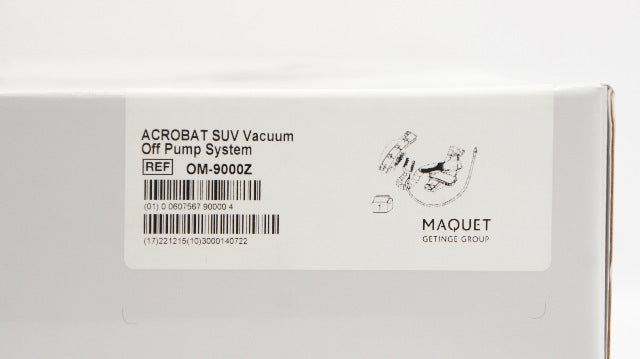 ACROBAT SUV Vacuum
Off Pump System
REF OM-9000Z
(01) 0 0607567 90000 4
(17)221215(10)3000140722
1
MAQUET
GETINGE GROUP